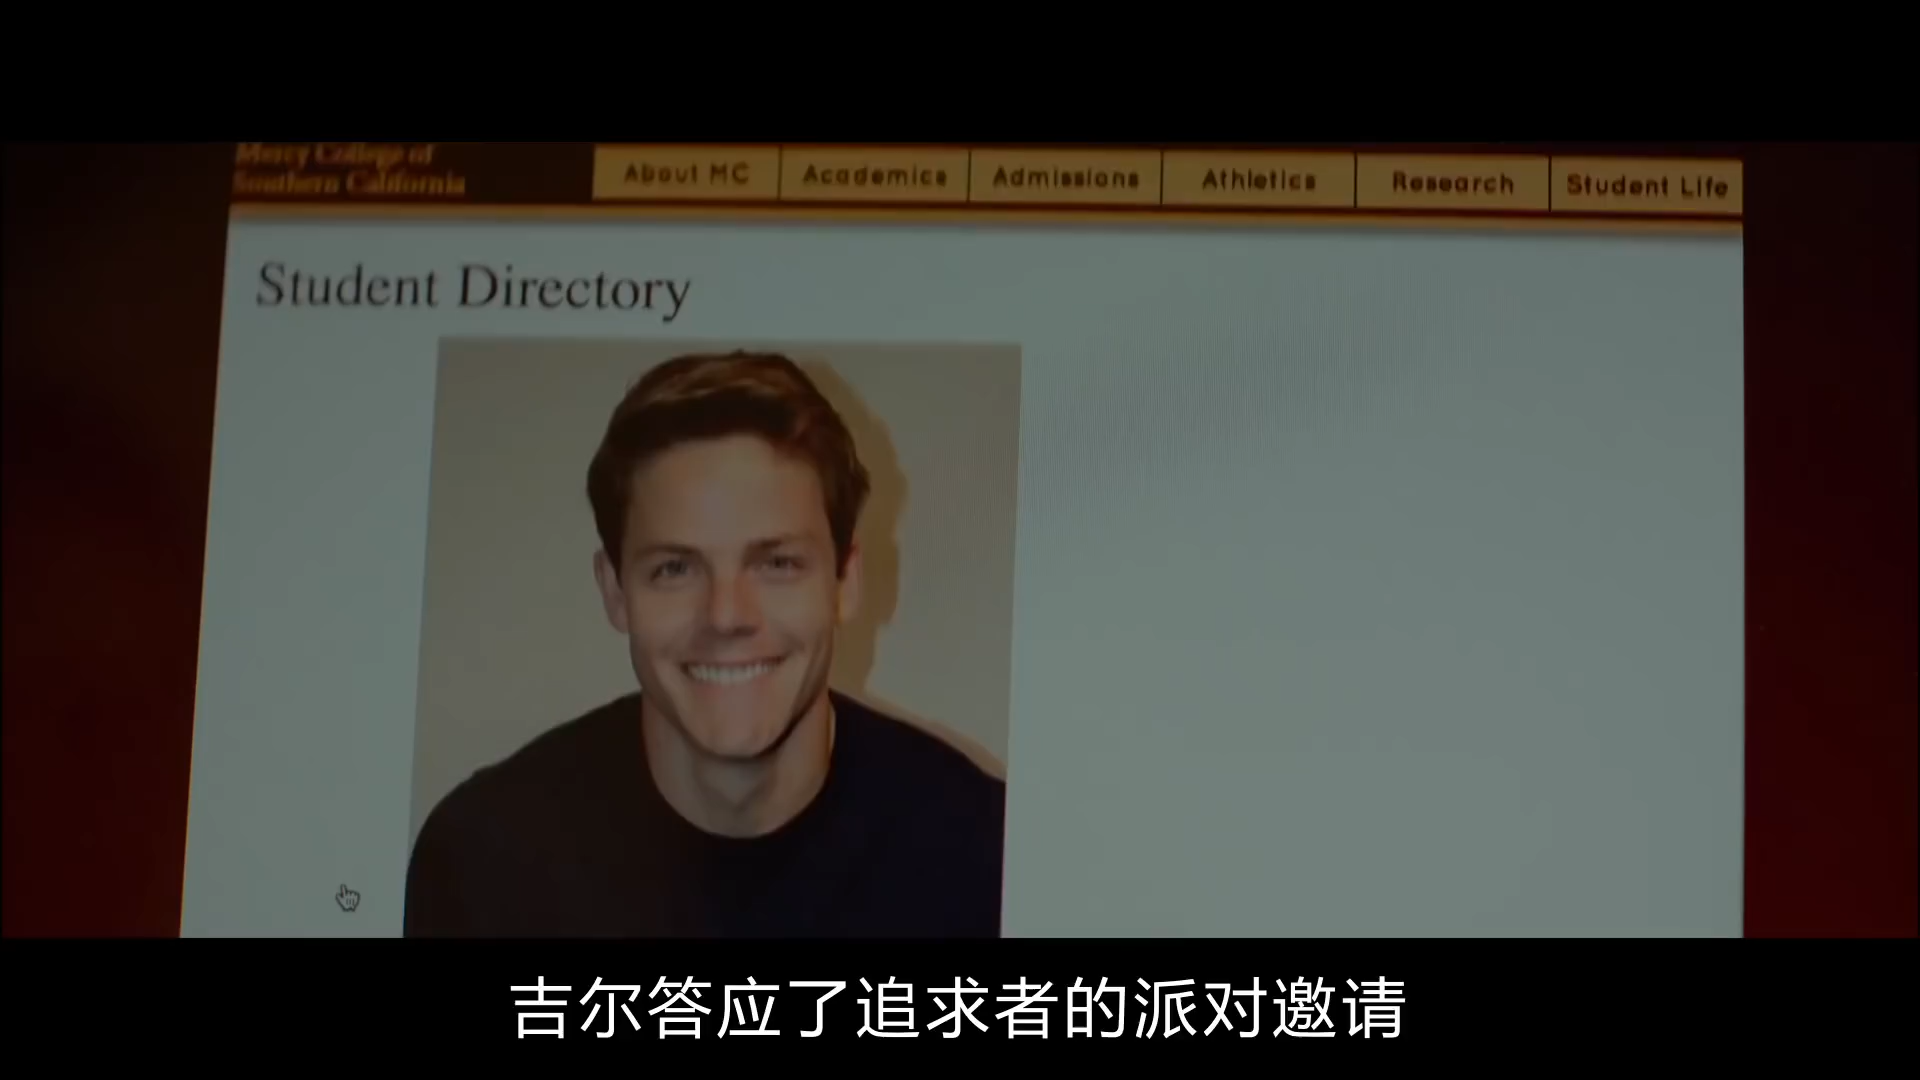 Mercy College of
Southern California
About MC Academics Admissions Athletics Research Student Life
Student Directory
吉尔答应了追求者的派对邀请